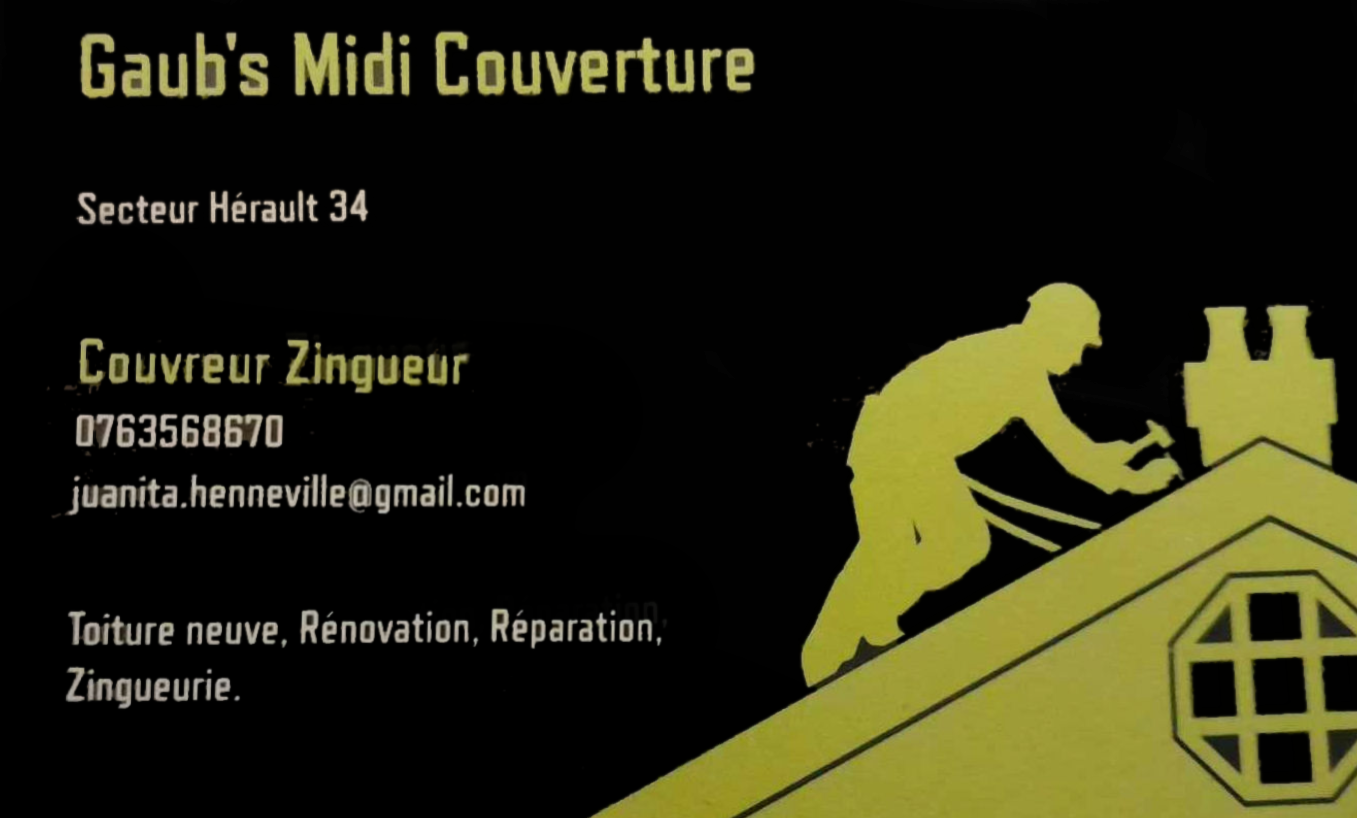 Gaub's Midi Couverture
Secteur Hérault 34
Couvreur Zingueur
0763568670
juanita.henneville@gmail.com
Toiture neuve, Rénovation, Réparation,
Zingueurie.